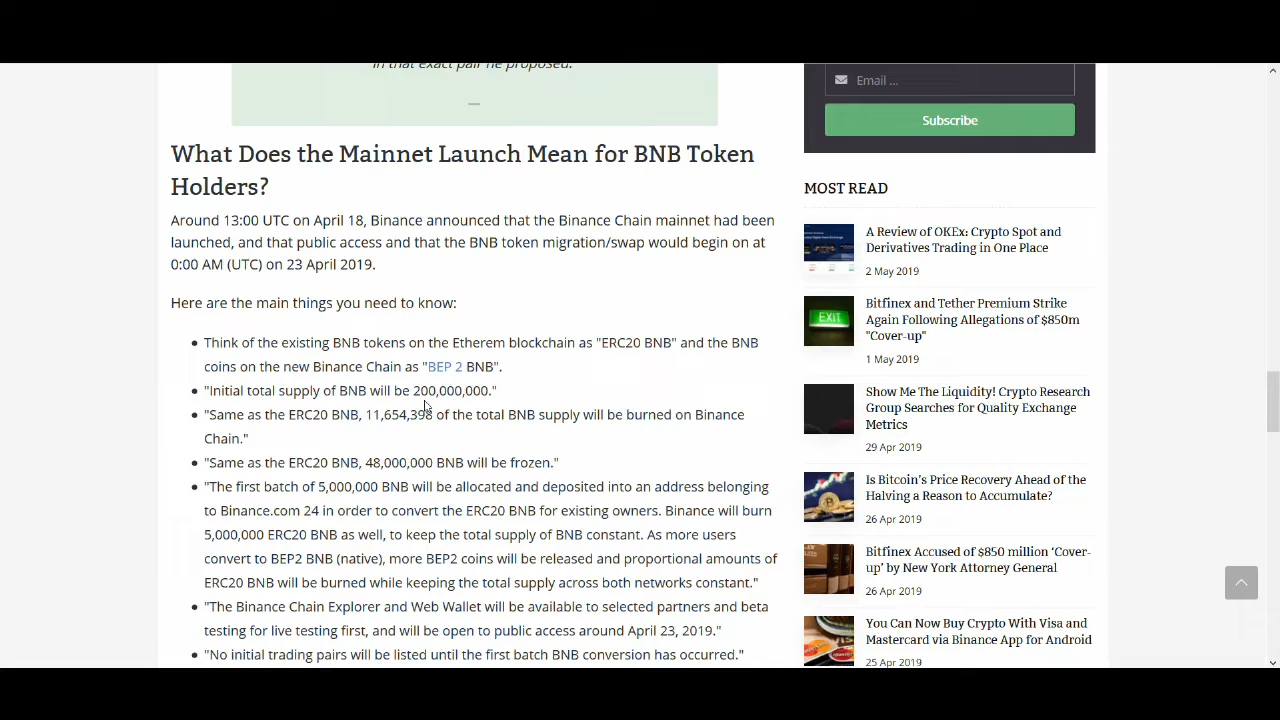 in that exact pair he proposed.
—
What Does the Mainnet Launch Mean for BNB Token
Holders?
Around 13:00 UTC on April 18, Binance announced that the Binance Chain mainnet had been
launched, and that public access and that the BNB token migration/swap would begin on at
0:00 AM (UTC) on 23 April 2019.
Here are the main things you need to know:
Think of the existing BNB tokens on the Etherem blockchain as "ERC20 BNB" and the BNB
coins on the new Binance Chain as "BEP 2 BNB".
"Initial total supply of BNB will be 200,000,000."
"Same as the ERC20 BNB, 11,654,398 of the total BNB supply will be burned on Binance
Chain."
"Same as the ERC20 BNB, 48,000,000 BNB will be frozen."
"The first batch of 5,000,000 BNB will be allocated and deposited into an address belonging
to Binance.com 24 in order to convert the ERC20 BNB for existing owners. Binance will burn
5,000,000 ERC20 BNB as well, to keep the total supply of BNB constant. As more users
convert to BEP2 BNB (native), more BEP2 coins will be released and proportional amounts of
ERC20 BNB will be burned while keeping the total supply across both networks constant."
"The Binance Chain Explorer and Web Wallet will be available to selected partners and beta
testing for live testing first, and will be open to public access around April 23, 2019."
"No initial trading pairs will be listed until the first batch BNB conversion has occurred."
Email ...
Subscribe
MOST READ
A Review of OKEx: Crypto Spot and
Derivatives Trading in One Place
2 May 2019
EXIT
Bitfinex and Tether Premium Strike
Again Following Allegations of $850m
"Cover-up"
1 May 2019
Show Me The Liquidity! Crypto Research
Group Searches for Quality Exchange
Metrics
29 Apr 2019
Is Bitcoin's Price Recovery Ahead of the
Halving a Reason to Accumulate?
26 Apr 2019
Bitfinex Accused of $850 million ‘Cover-
up’ by New York Attorney General
26 Apr 2019
You Can Now Buy Crypto With Visa and
Mastercard via Binance App for Android
25 Apr 2019